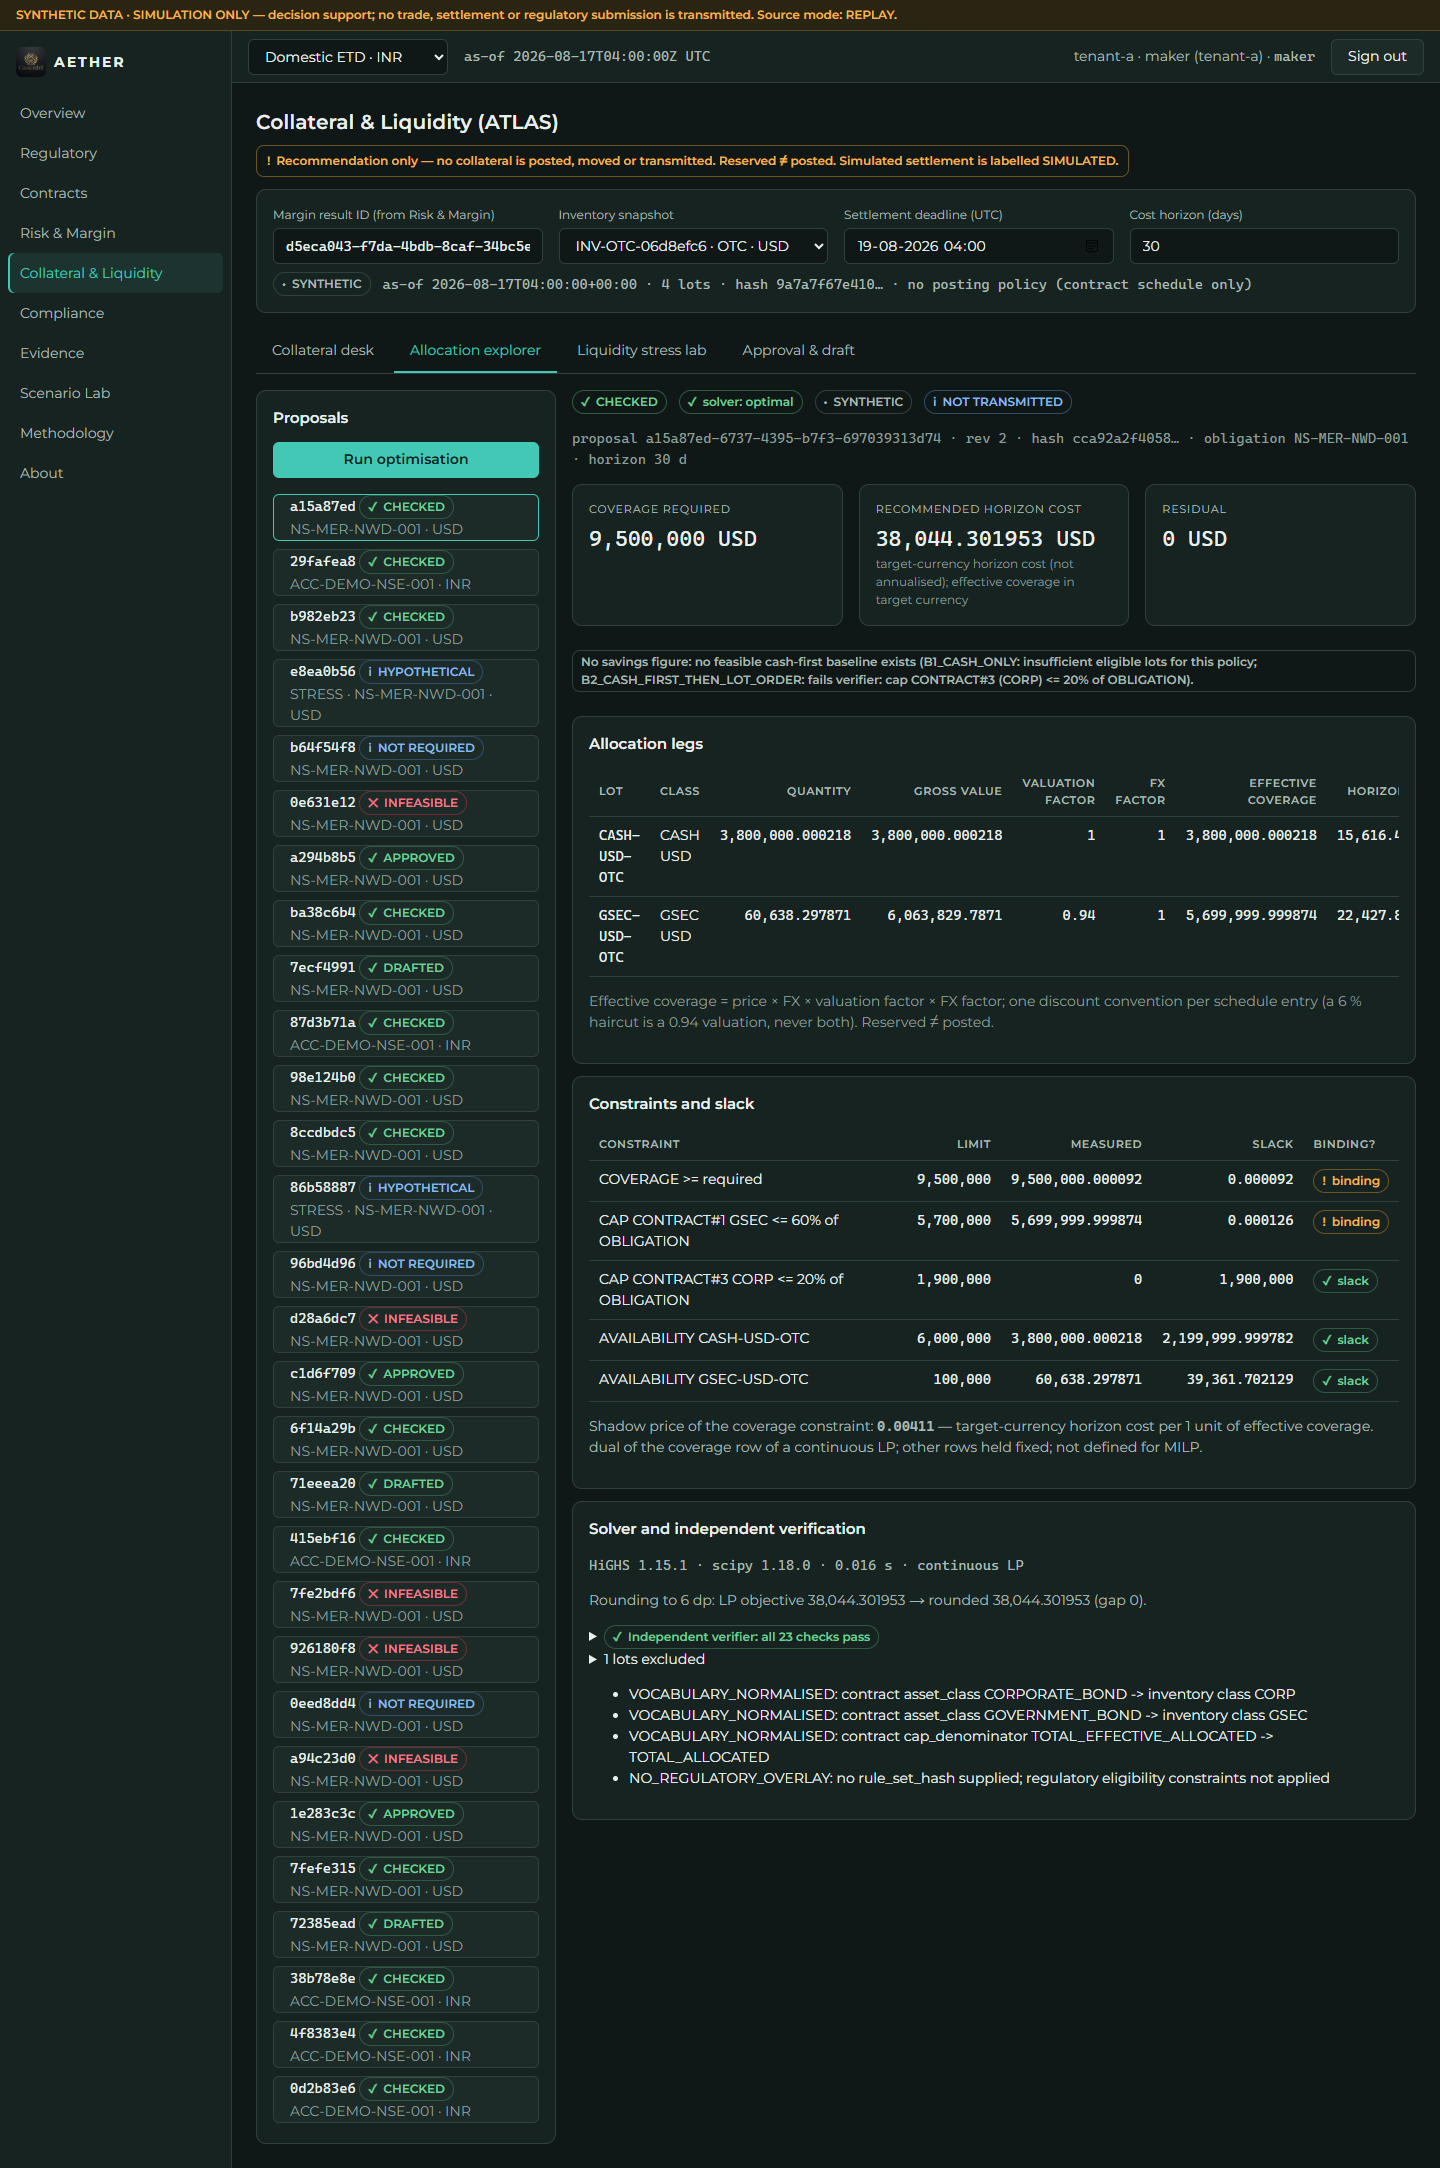 SYNTHETIC DATA · SIMULATION ONLY — decision support; no trade, settlement or regulatory submission is transmitted. Source mode: REPLAY.
AETHER
Domestic ETD · INR
as-of 2026-08-17T04:00:00Z UTC
tenant-a · maker (tenant-a) · maker
Sign out
Overview
Regulatory
Contracts
Risk & Margin
Collateral & Liquidity
Compliance
Evidence
Scenario Lab
Methodology
About
Collateral & Liquidity (ATLAS)
! Recommendation only — no collateral is posted, moved or transmitted. Reserved ≠ posted. Simulated settlement is labelled SIMULATED.
Margin result ID (from Risk & Margin)
d5eca043-f7da-4bdb-8caf-34bc5e
Inventory snapshot
INV-OTC-06d8efc6 · OTC · USD
Settlement deadline (UTC)
19-08-2026 04:00
Cost horizon (days)
30
• SYNTHETIC as-of 2026-08-17T04:00:00+00:00 · 4 lots · hash 9a7a7f67e410… · no posting policy (contract schedule only)
Collateral desk
Allocation explorer
Liquidity stress lab
Approval & draft
Proposals
Run optimisation
a15a87ed ✓ CHECKED
NS-MER-NWD-001 · USD
29fafea8 ✓ CHECKED
ACC-DEMO-NSE-001 · INR
b982eb23 ✓ CHECKED
NS-MER-NWD-001 · USD
e8ea0b56 i HYPOTHETICAL
STRESS · NS-MER-NWD-001 ·
USD
b64f54f8 i NOT REQUIRED
NS-MER-NWD-001 · USD
0e631e12 ✕ INFEASIBLE
NS-MER-NWD-001 · USD
a294b8b5 ✓ APPROVED
NS-MER-NWD-001 · USD
ba38c6b4 ✓ CHECKED
NS-MER-NWD-001 · USD
7ecf4991 ✓ DRAFTED
NS-MER-NWD-001 · USD
87d3b71a ✓ CHECKED
ACC-DEMO-NSE-001 · INR
98e124b0 ✓ CHECKED
NS-MER-NWD-001 · USD
8ccdbdc5 ✓ CHECKED
NS-MER-NWD-001 · USD
86b58887 i HYPOTHETICAL
STRESS · NS-MER-NWD-001 ·
USD
96bd4d96 i NOT REQUIRED
NS-MER-NWD-001 · USD
d28a6dc7 ✕ INFEASIBLE
NS-MER-NWD-001 · USD
c1d6f709 ✓ APPROVED
NS-MER-NWD-001 · USD
6f14a29b ✓ CHECKED
NS-MER-NWD-001 · USD
71eeea20 ✓ DRAFTED
NS-MER-NWD-001 · USD
415ebf16 ✓ CHECKED
ACC-DEMO-NSE-001 · INR
7fe2bdf6 ✕ INFEASIBLE
NS-MER-NWD-001 · USD
926180f8 ✕ INFEASIBLE
NS-MER-NWD-001 · USD
0eed8dd4 i NOT REQUIRED
NS-MER-NWD-001 · USD
a94c23d0 ✕ INFEASIBLE
NS-MER-NWD-001 · USD
1e283c3c ✓ APPROVED
NS-MER-NWD-001 · USD
7fefe315 ✓ CHECKED
NS-MER-NWD-001 · USD
72385ead ✓ DRAFTED
NS-MER-NWD-001 · USD
38b78e8e ✓ CHECKED
ACC-DEMO-NSE-001 · INR
4f8383e4 ✓ CHECKED
ACC-DEMO-NSE-001 · INR
0d2b83e6 ✓ CHECKED
ACC-DEMO-NSE-001 · INR
✓ CHECKED ✓ solver: optimal • SYNTHETIC i NOT TRANSMITTED
proposal a15a87ed-6737-4395-b7f3-697039313d74 · rev 2 · hash cca92a2f4058… · obligation NS-MER-NWD-001
· horizon 30 d
COVERAGE REQUIRED
9,500,000 USD
RECOMMENDED HORIZON COST
38,044.301953 USD
target-currency horizon cost (not
annualised); effective coverage in
target currency
RESIDUAL
0 USD
No savings figure: no feasible cash-first baseline exists (B1_CASH_ONLY: insufficient eligible lots for this policy;
B2_CASH_FIRST_THEN_LOT_ORDER: fails verifier: cap CONTRACT#3 (CORP) <= 20% of OBLIGATION).
Allocation legs
LOT CLASS QUANTITY GROSS VALUE VALUATION FACTOR FX FACTOR EFFECTIVE COVERAGE HORIZON
CASH-USD-OTC CASH USD 3,800,000.000218 3,800,000.000218 1 1 3,800,000.000218 15,616.4
GSEC-USD-OTC GSEC USD 60,638.297871 6,063,829.7871 0.94 1 5,699,999.999874 22,427.8
Effective coverage = price × FX × valuation factor × FX factor; one discount convention per schedule entry (a 6 %
haircut is a 0.94 valuation, never both). Reserved ≠ posted.
Constraints and slack
CONSTRAINT LIMIT MEASURED SLACK BINDING?
COVERAGE >= required 9,500,000 9,500,000.000092 0.000092 ! binding
CAP CONTRACT#1 GSEC <= 60% of OBLIGATION 5,700,000 5,699,999.999874 0.000126 ! binding
CAP CONTRACT#3 CORP <= 20% of OBLIGATION 1,900,000 0 1,900,000 ✓ slack
AVAILABILITY CASH-USD-OTC 6,000,000 3,800,000.000218 2,199,999.999782 ✓ slack
AVAILABILITY GSEC-USD-OTC 100,000 60,638.297871 39,361.702129 ✓ slack
Shadow price of the coverage constraint: 0.00411 — target-currency horizon cost per 1 unit of effective coverage.
dual of the coverage row of a continuous LP; other rows held fixed; not defined for MILP.
Solver and independent verification
HiGHS 1.15.1 · scipy 1.18.0 · 0.016 s · continuous LP
Rounding to 6 dp: LP objective 38,044.301953 → rounded 38,044.301953 (gap 0).
▶ ✓ Independent verifier: all 23 checks pass
▶ 1 lots excluded
• VOCABULARY_NORMALISED: contract asset_class CORPORATE_BOND -> inventory class CORP
• VOCABULARY_NORMALISED: contract asset_class GOVERNMENT_BOND -> inventory class GSEC
• VOCABULARY_NORMALISED: contract cap_denominator TOTAL_EFFECTIVE_ALLOCATED ->
TOTAL_ALLOCATED
• NO_REGULATORY_OVERLAY: no rule_set_hash supplied; regulatory eligibility constraints not applied